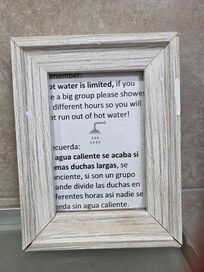 member:
ot water is limited, if you
e a big group please shower
different hours so you will
t run out of hot water!
ecuerda:
agua caliente se acaba si
mas duchas largas, se
nciente, si son un grupo
ande divide las duchas en
ferentes horas asi nadie se
eda sin agua caliente.